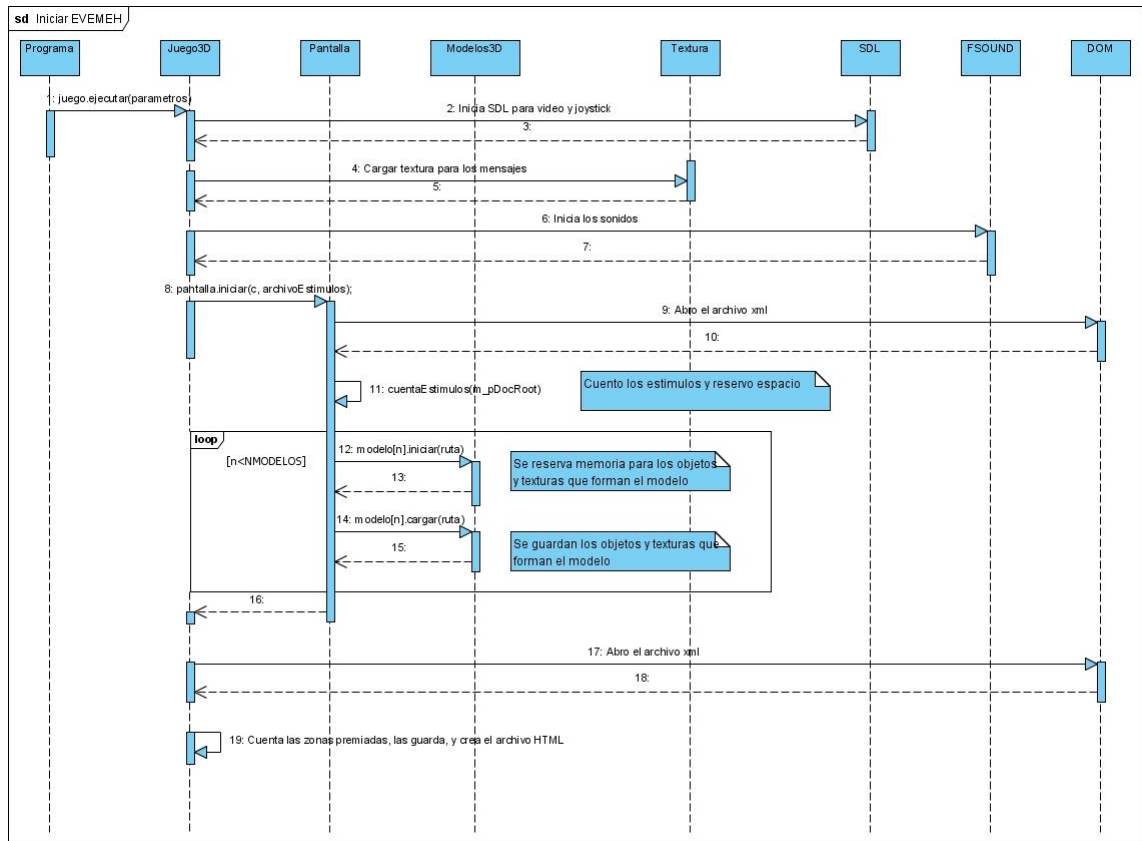 sd Iniciar EVEMEH
Programa
Juego3D
Pantalla
Modelos3D
Textura
SDL
FSOUND
DOM
1: juego.ejecutar(parametros)
2: Inicia SDL para video y joystick
3:
4: Cargar textura para los mensajes
5:
6: Inicia los sonidos
7:
8: pantalla.iniciar(c, archivoEstimulos);
9: Abro el archivo xml
10:
11: cuentaEstimulos(m_pDocRoot)
Cuento los estimulos y reservo espacio
loop
[n<NMODELOS]
12: modelo[n].iniciar(ruta)
Se reserva memoria para los objetos
y texturas que forman el modelo
13:
14: modelo[n].cargar(ruta)
Se guardan los objetos y texturas que
forman el modelo
15:
16:
17: Abro el archivo xml
18:
19: Cuenta las zonas premiadas, las guarda, y crea el archivo HTML